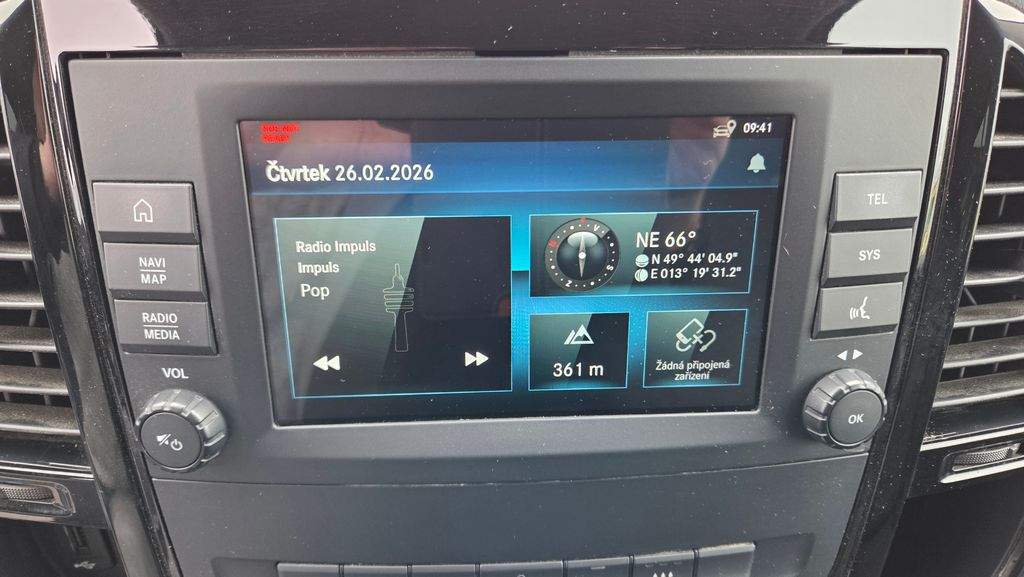 09:41
Čtvrtek 26.02.2026
Radio Impuls
Impuls
Pop
NE 66°
N 49° 44' 04.9"
E 013° 19' 31.2"
361 m
Žádná připojená
zařízení
NAVI
MAP
RADIO
MEDIA
VOL
TEL
SYS
OK